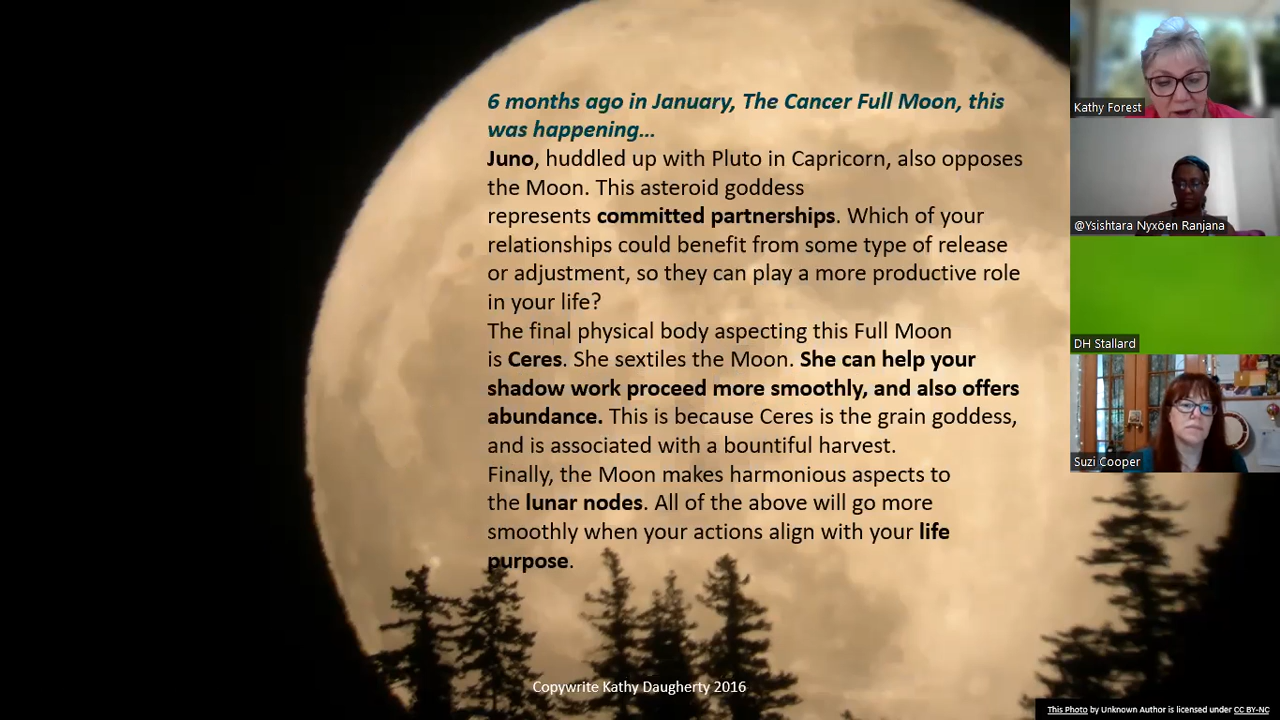 6 months ago in January, The Cancer Full Moon, this
was happening...
Juno, huddled up with Pluto in Capricorn, also opposes
the Moon. This asteroid goddess
represents committed partnerships. Which of your
relationships could benefit from some type of release
or adjustment, so they can play a more productive role
in your life?
The final physical body aspecting this Full Moon
is Ceres. She sextiles the Moon. She can help your
shadow work proceed more smoothly, and also offers
abundance. This is because Ceres is the grain goddess,
and is associated with a bountiful harvest.
Finally, the Moon makes harmonious aspects to
the lunar nodes. All of the above will go more
smoothly when your actions align with your life
purpose.
Copywrite Kathy Daugherty 2016
This Photo by Unknown Author is licensed under CC BY-NC
Kathy Forest
@Ysishtara Nyxöen Ranjana
DH Stallard
Suzi Cooper